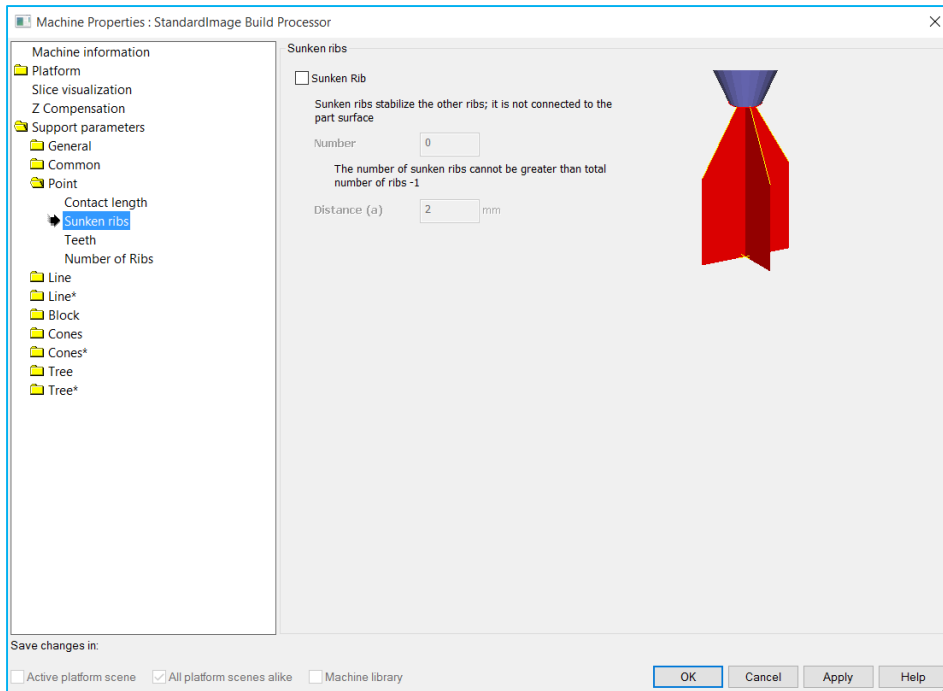 Machine Properties : StandardImage Build Processor
Machine information
Platform
Slice visualization
Z Compensation
Support parameters
General
Common
Point
Contact length
Sunken ribs
Teeth
Number of Ribs
Line
Line*
Block
Cones
Cones*
Tree
Tree*
Sunken ribs
Sunken Rib
Sunken ribs stabilize the other ribs; it is not connected to the
part surface
Number 0
The number of sunken ribs cannot be greater than total
number of ribs -1
Distance (a) 2 mm
Save changes in:
Active platform scene All platform scenes alike Machine library
OK Cancel Apply Help